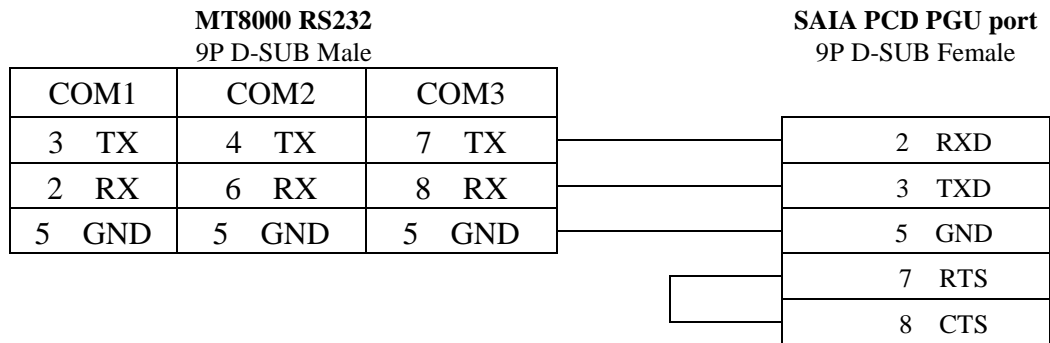 MT8000 RS232
9P D-SUB Male
SAIA PCD PGU port
9P D-SUB Female
COM1 COM2 COM3
3 TX 4 TX 7 TX 2 RXD
2 RX 6 RX 8 RX 3 TXD
5 GND 5 GND 5 GND 5 GND
7 RTS
8 CTS